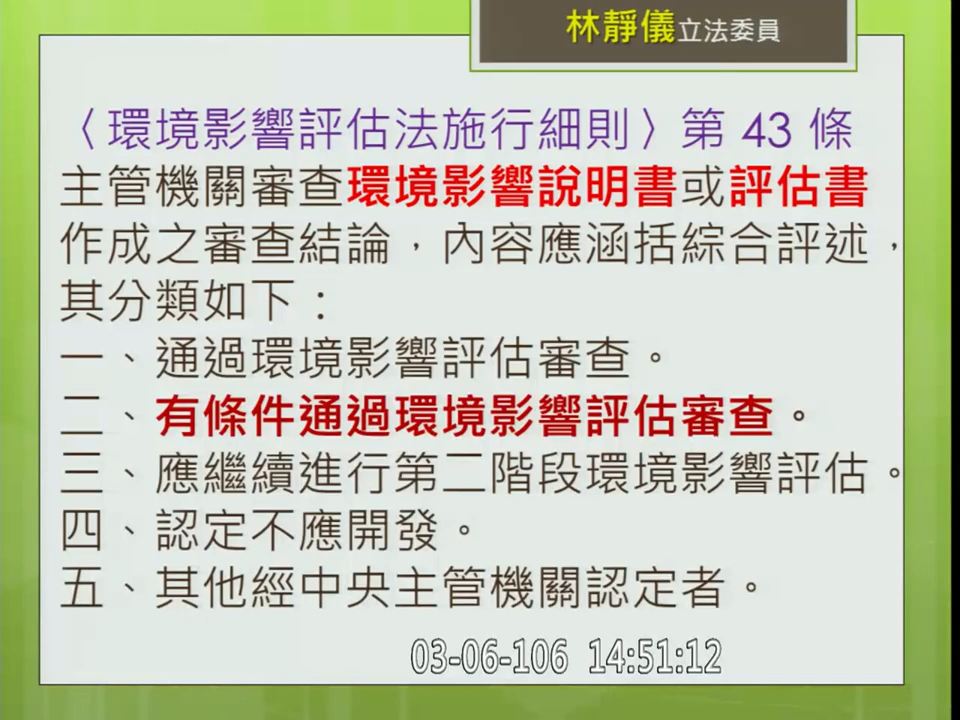 林靜儀立法委員
〈環境影響評估法施行細則〉第 43 條
主管機關審查環境影響說明書或評估書
作成之審查結論，內容應涵括綜合評述，
其分類如下：
一、通過環境影響評估審查。
二、有條件通過環境影響評估審查。
三、應繼續進行第二階段環境影響評估。
四、認定不應開發。
五、其他經中央主管機關認定者。
03-06-106 14:51:12